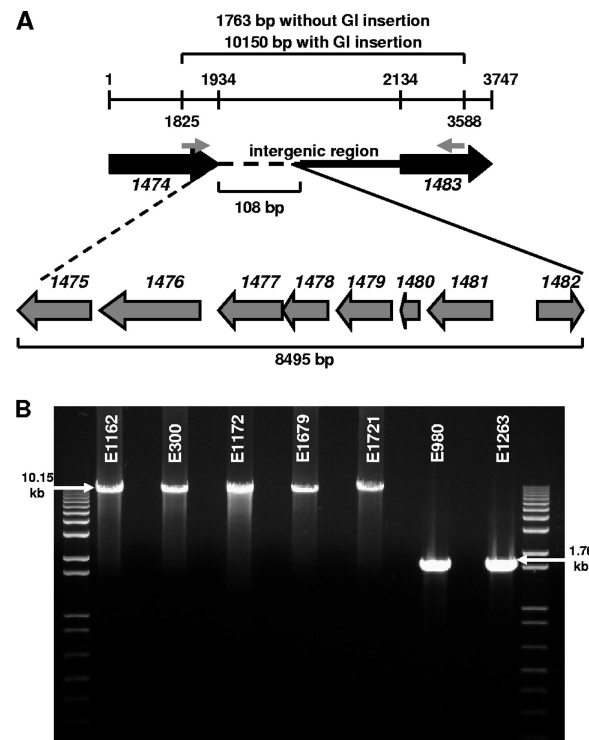 A
1763 bp without GI insertion
10150 bp with GI insertion
1 1934 2134 3747
1825 3588
intergenic region
1474 1483
108 bp
1475 1476 1477 1478 1479 1480 1481 1482
8495 bp
B
E1162 E300 E1172 E1679 E1721 E980 E1263
10.15
kb
1.76
kb